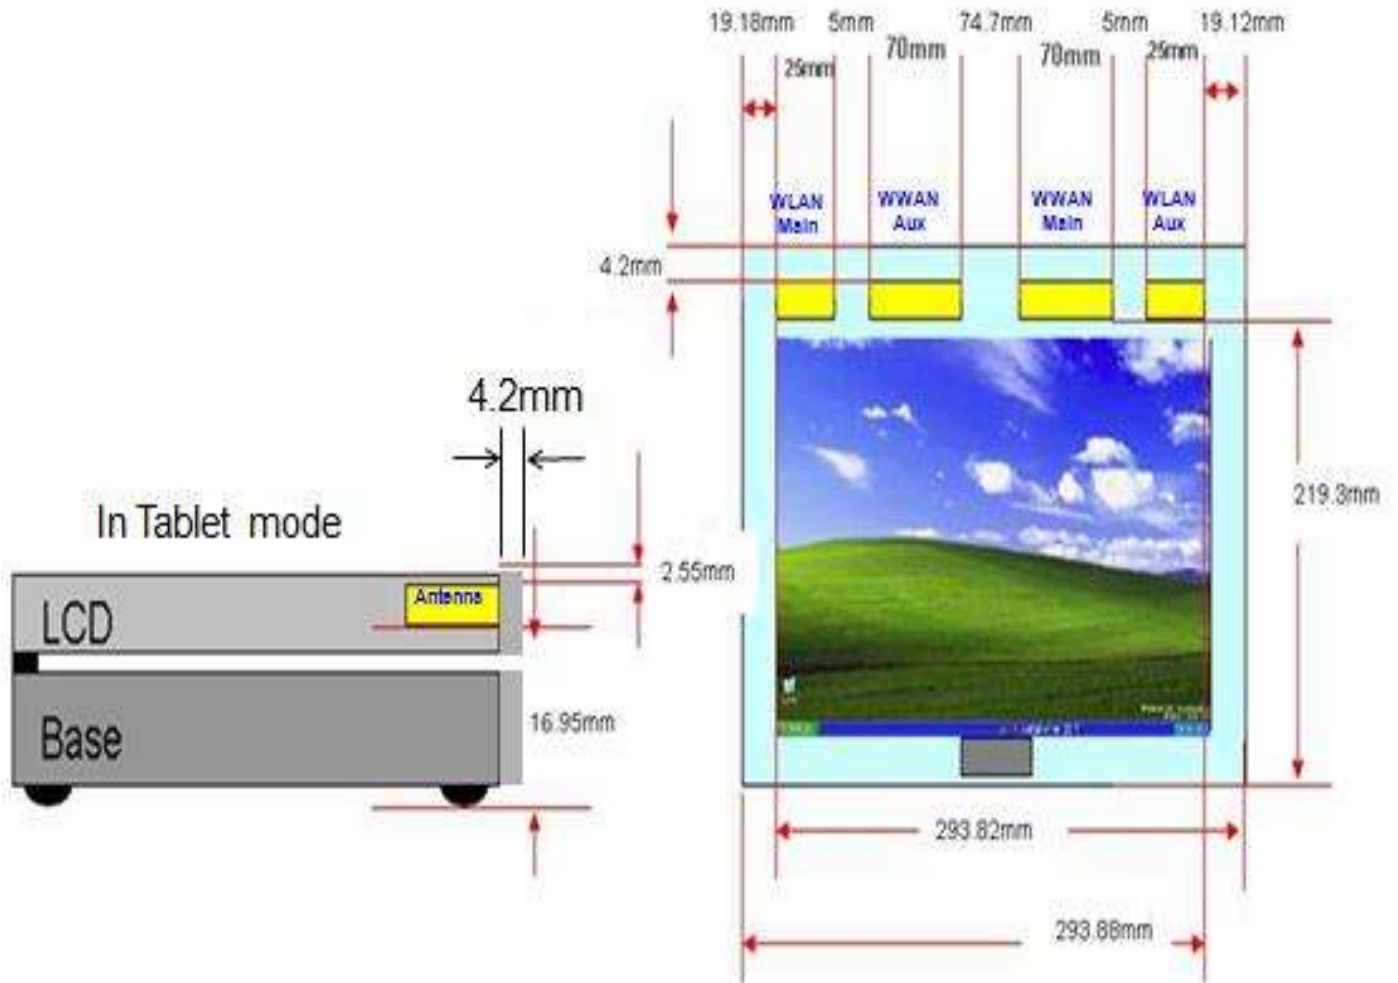 19.18mm 5mm 74.7mm 5mm 19.12mm
70mm 70mm 25mm
25mm
WLAN WWAN WWAN WLAN
Main Aux Main Aux
4.2mm
4.2mm
219.3mm
In Tablet mode
2.55mm
Antenna
LCD
16.95mm
Base
293.82mm
293.88mm